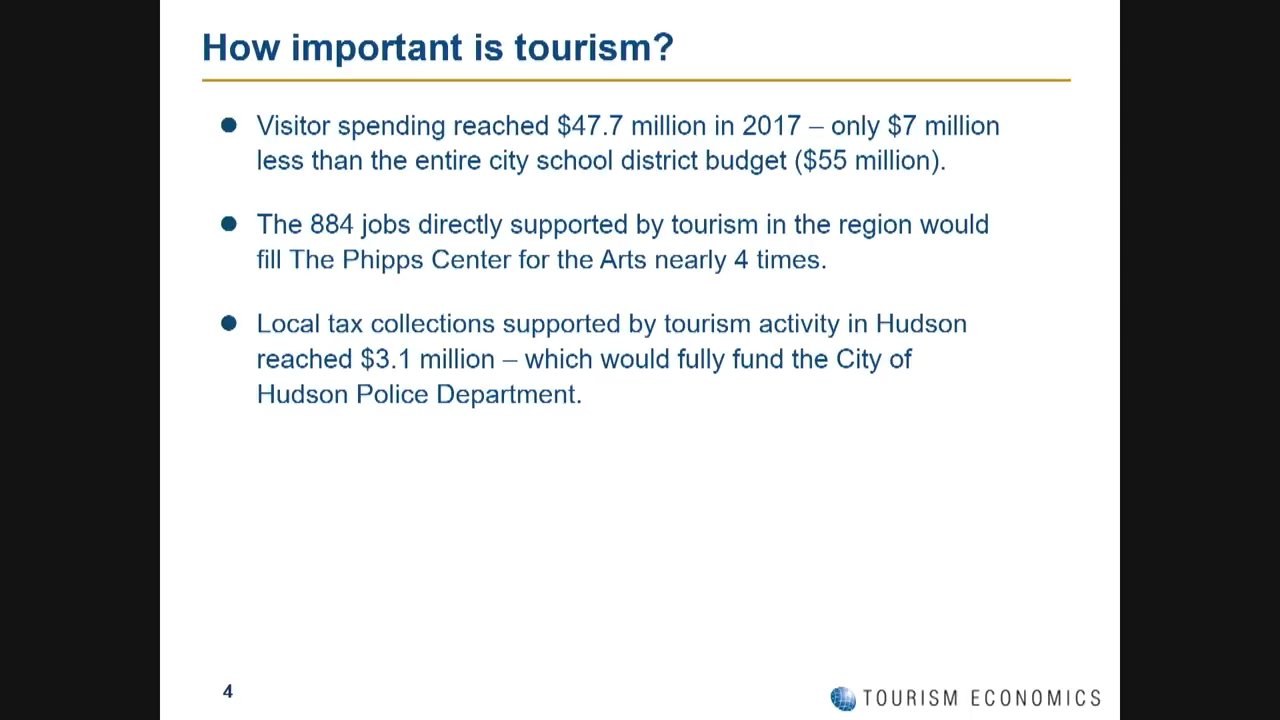 How important is tourism?
● Visitor spending reached $47.7 million in 2017 – only $7 million
less than the entire city school district budget ($55 million).
● The 884 jobs directly supported by tourism in the region would
fill The Phipps Center for the Arts nearly 4 times.
● Local tax collections supported by tourism activity in Hudson
reached $3.1 million – which would fully fund the City of
Hudson Police Department.
4
TOURISM ECONOMICS